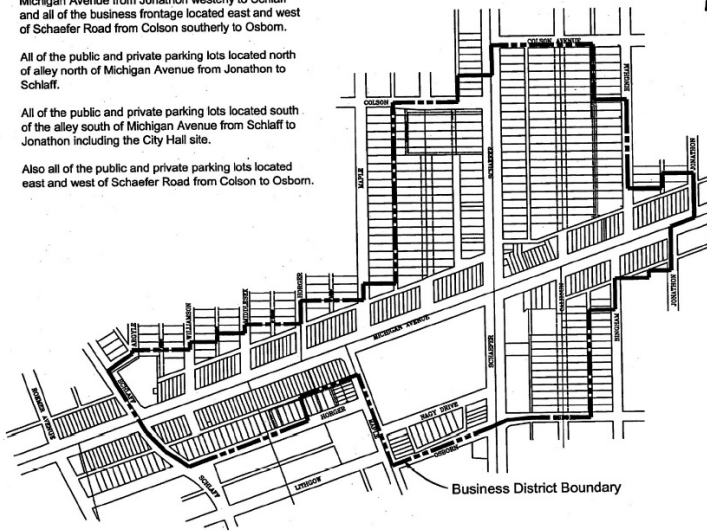 Michigan Avenue from Jonathon westerly to Schlaff
and all of the business frontage located east and west
of Schaefer Road from Colson southerly to Osborn.
All of the public and private parking lots located north
of alley north of Michigan Avenue from Jonathon to
Schlaff.
All of the public and private parking lots located south
of the alley south of Michigan Avenue from Schlaff to
Jonathon including the City Hall site.
Also all of the public and private parking lots located
east and west of Schaefer Road from Colson to Osborn.
COLSON AVENUE
BINGHAM
COLSON
MAPLE
SCHAEFER
JONATHON
HORGER
MIDDLESEX
WILLIAMSON
ARGYLE
JONATHON
BINGHAM
MICHIGAN AVENUE
SCHAEFER
SCHLAFF
NAGY DRIVE
HORGER
MAPLE
OSBORN
SCHLAFF
LITHGOW
Business District Boundary